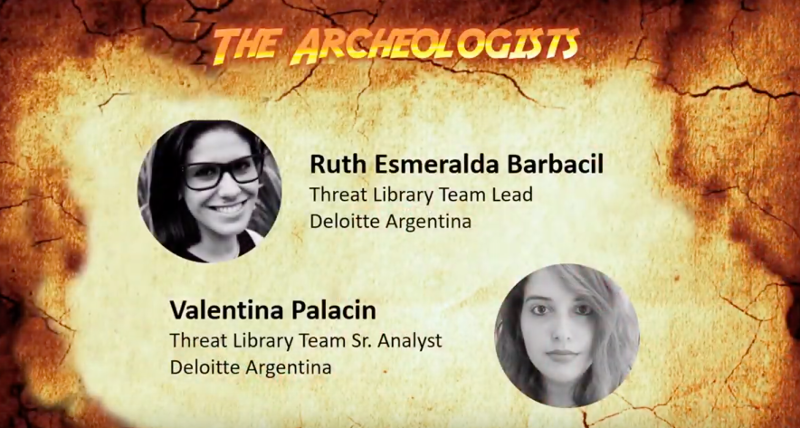 The Archeologists
Ruth Esmeralda Barbacil
Threat Library Team Lead
Deloitte Argentina
Valentina Palacin
Threat Library Team Sr. Analyst
Deloitte Argentina